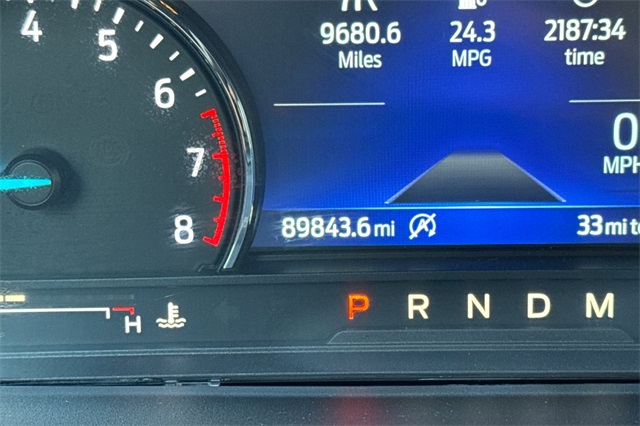 4 5 6 7 8
9680.6 24.3 2187:34
Miles MPG time
0
MPH
89843.6 mi A 33 mi to
H P R N D M